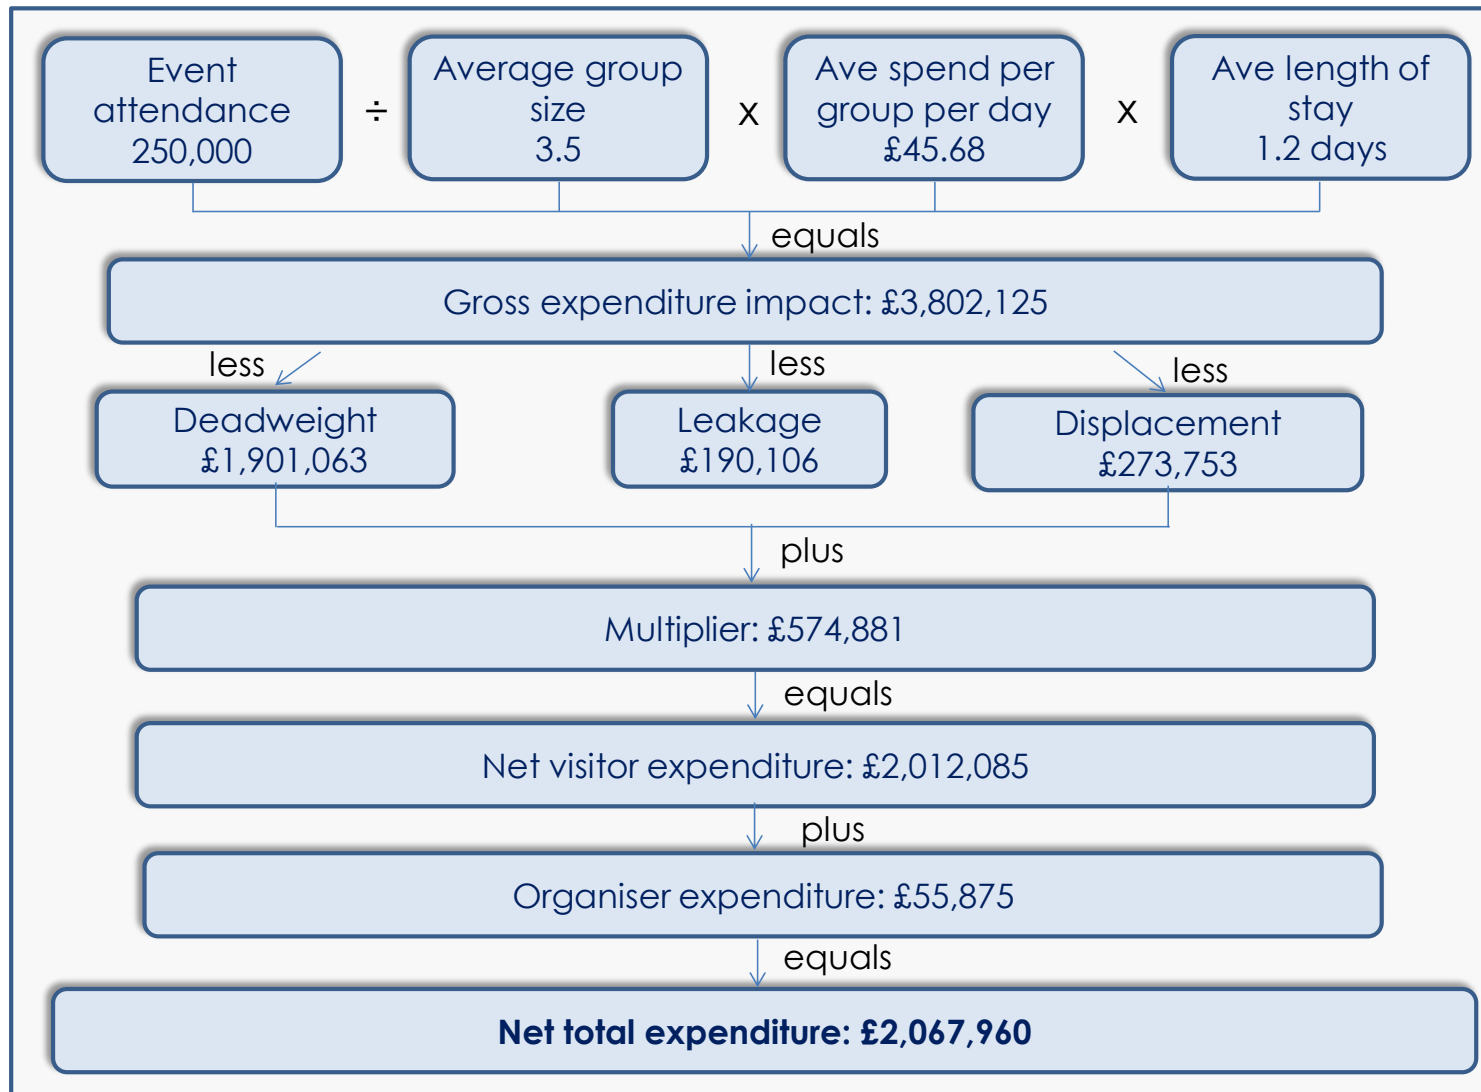 Event
attendance
250,000
÷
Average group
size
3.5
x
Ave spend per
group per day
£45.68
x
Ave length of
stay
1.2 days
equals
Gross expenditure impact: £3,802,125
less
less
less
Deadweight
£1,901,063
Leakage
£190,106
Displacement
£273,753
plus
Multiplier: £574,881
equals
Net visitor expenditure: £2,012,085
plus
Organiser expenditure: £55,875
equals
Net total expenditure: £2,067,960